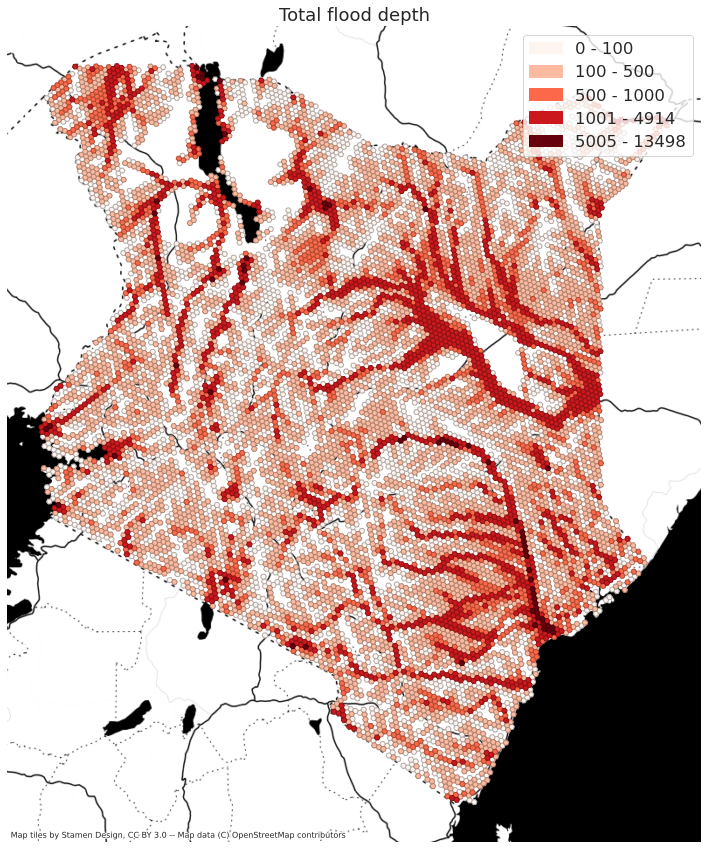 Total flood depth
0 - 100
100 - 500
500 - 1000
1001 - 4914
5005 - 13498
Map tiles by Stamen Design, CC BY 3.0 -- Map data (C) OpenStreetMap contributors